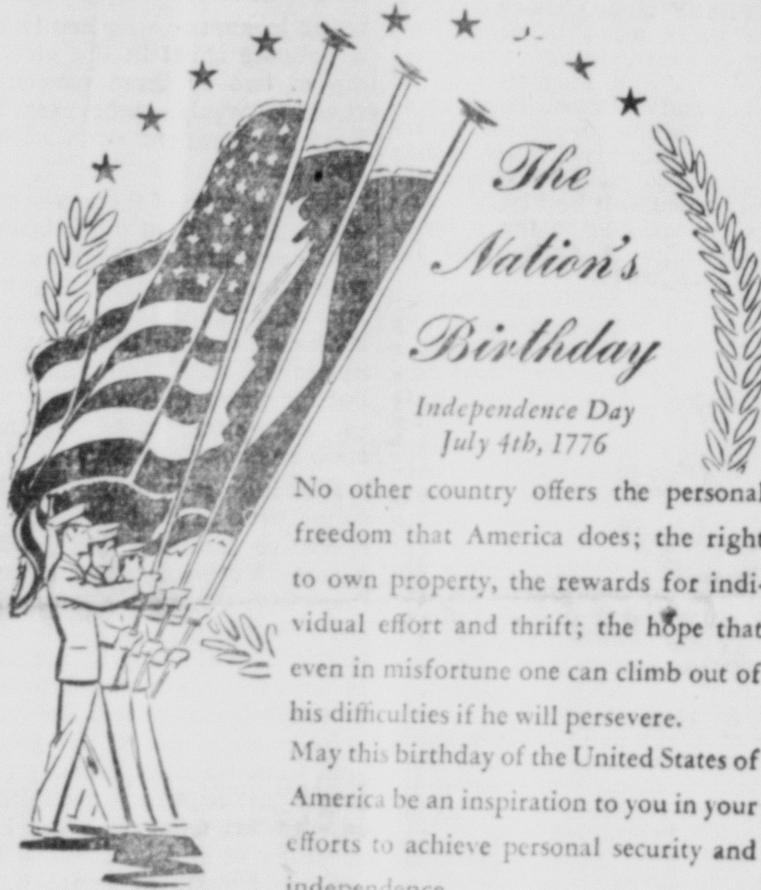 The
Nation's
Birthday
Independence Day
July 4th, 1776
No other country offers the personal
freedom that America does; the right
to own property, the rewards for indi-
vidual effort and thrift; the hope that
even in misfortune one can climb out of
his difficulties if he will persevere.
May this birthday of the United States of
America be an inspiration to you in your
efforts to achieve personal security and
independence